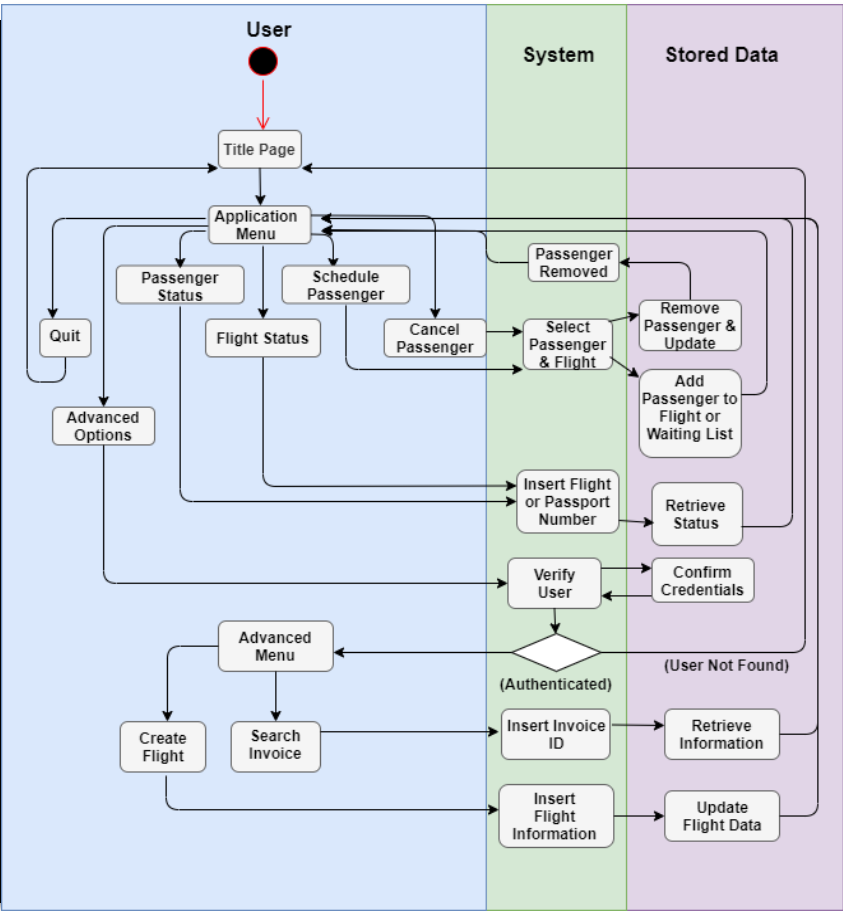 User
System
Stored Data
Title Page
Application
Menu
Passenger
Status
Schedule
Passenger
Passenger
Removed
Quit
Flight Status
Cancel
Passenger
Select
Passenger
& Flight
Remove
Passenger &
Update
Add
Passenger to
Flight or
Waiting List
Advanced
Options
Insert Flight
or Passport
Number
Retrieve
Status
Verify
User
Confirm
Credentials
Advanced
Menu
(User Not Found)
(Authenticated)
Create
Flight
Search
Invoice
Insert Invoice
ID
Retrieve
Information
Insert
Flight
Information
Update
Flight Data